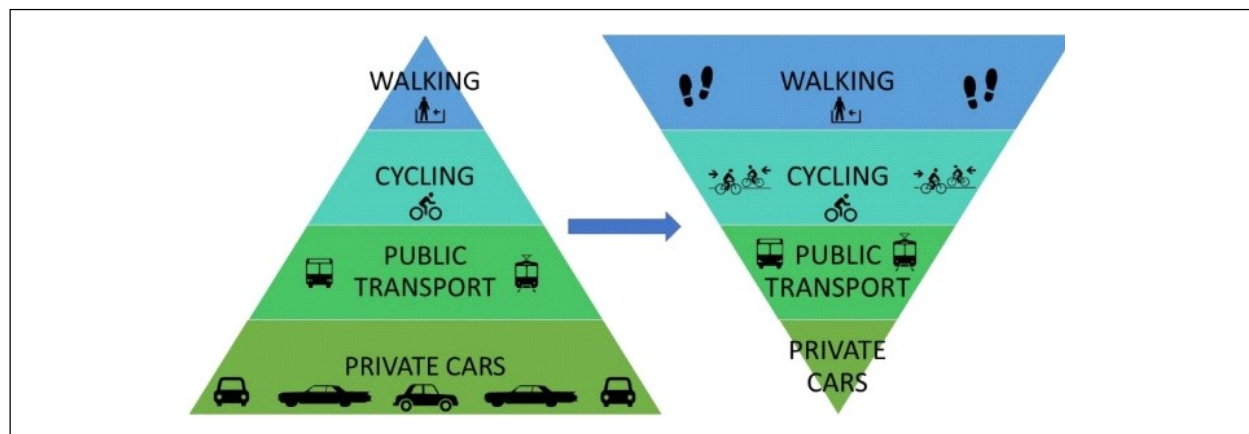 WALKING
CYCLING
PUBLIC
TRANSPORT
PRIVATE CARS
WALKING
CYCLING
PUBLIC
TRANSPORT
PRIVATE
CARS